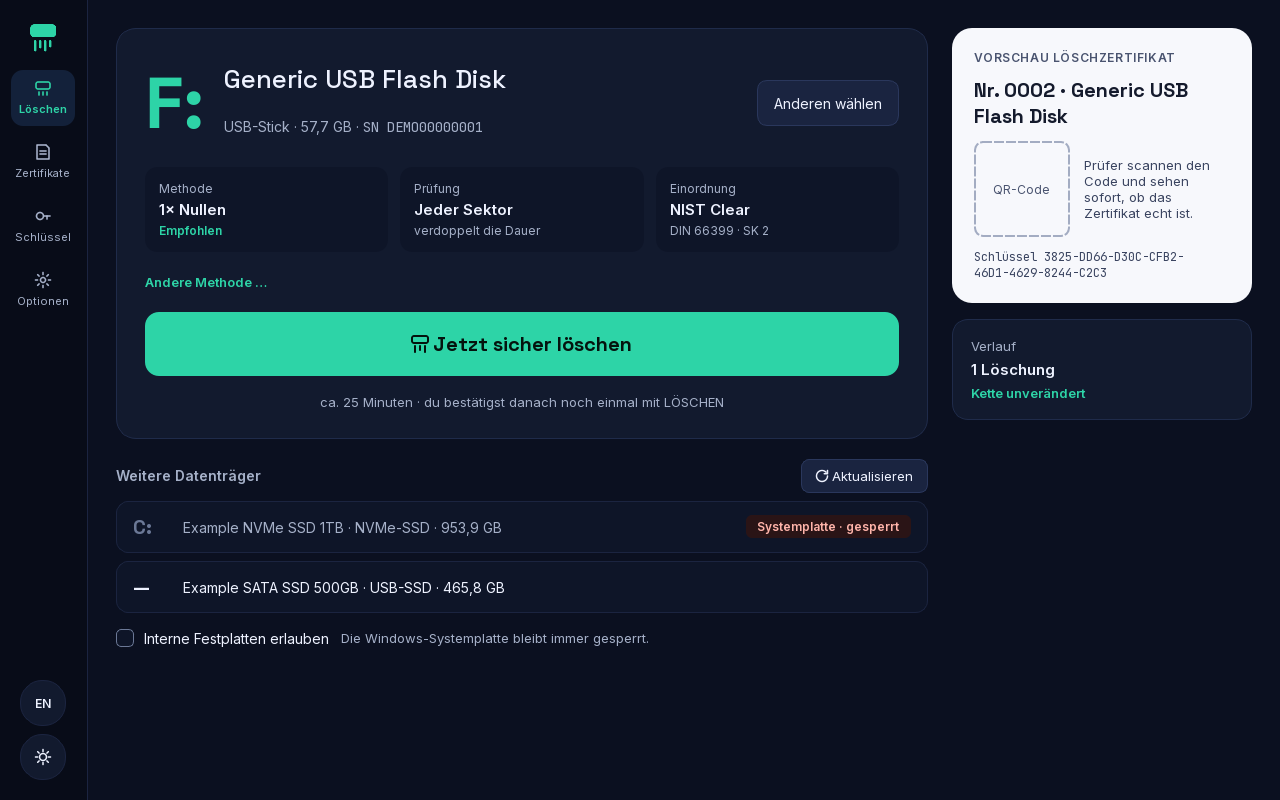 Löschen
Zertifikate
Schlüssel
Optionen
EN
F:
Generic USB Flash Disk
USB-Stick · 57,7 GB · SN DEMO00000001
Anderen wählen
Methode
1× Nullen
Empfohlen
Prüfung
Jeder Sektor
verdoppelt die Dauer
Einordnung
NIST Clear
DIN 66399 · SK 2
Andere Methode …
Jetzt sicher löschen
ca. 25 Minuten · du bestätigst danach noch einmal mit LÖSCHEN
Weitere Datenträger
Aktualisieren
C:
Example NVMe SSD 1TB · NVMe-SSD · 953,9 GB
Systemplatte · gesperrt
—
Example SATA SSD 500GB · USB-SSD · 465,8 GB
Interne Festplatten erlauben
Die Windows-Systemplatte bleibt immer gesperrt.
VORSCHAU LÖSCHZERTIFIKAT
Nr. 0002 · Generic USB
Flash Disk
QR-Code
Prüfer scannen den
Code und sehen
sofort, ob das
Zertifikat echt ist.
Schlüssel 3825-DD66-D30C-CFB2-
46D1-4629-8244-C2C3
Verlauf
1 Löschung
Kette unverändert